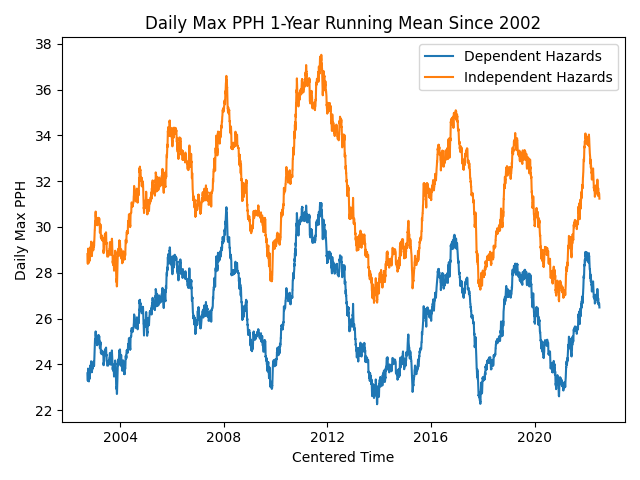 Daily Max PPH 1-Year Running Mean Since 2002
Dependent Hazards
Independent Hazards
Daily Max PPH
38
36
34
32
30
28
26
24
22
2004
2008
2012
2016
2020
Centered Time